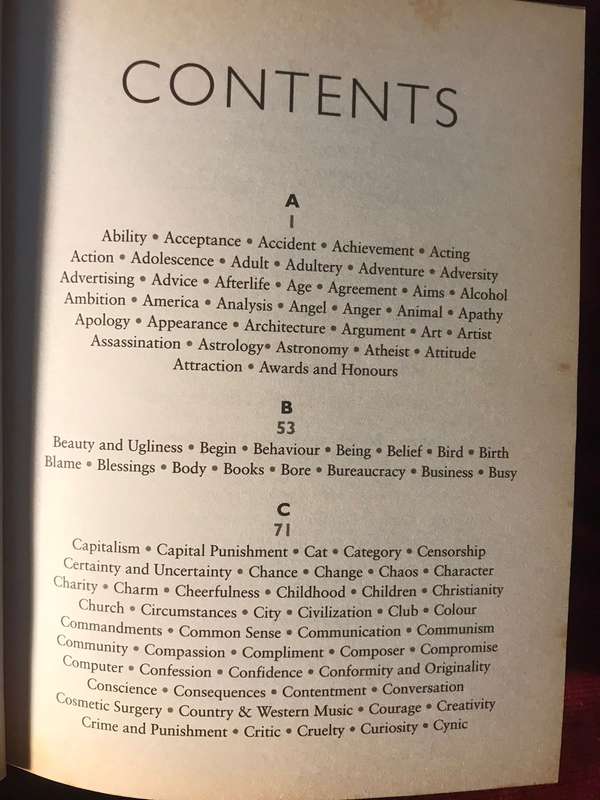 CONTENTS
A
1
Ability • Acceptance • Accident • Achievement • Acting
Action • Adolescence • Adult • Adultery • Adventure • Adversity
Advertising • Advice • Afterlife • Age • Agreement • Aims • Alcohol
Ambition • America • Analysis • Angel • Anger • Animal • Apathy
Apology • Appearance • Architecture • Argument • Art • Artist
Assassination • Astrology• Astronomy • Atheist • Attitude
Attraction • Awards and Honours
B
53
Beauty and Ugliness • Begin • Behaviour • Being • Belief • Bird • Birth
Blame • Blessings • Body • Books • Bore • Bureaucracy • Business • Busy
C
71
Capitalism • Capital Punishment • Cat • Category • Censorship
Certainty and Uncertainty • Chance • Change • Chaos • Character
Charity • Charm • Cheerfulness • Childhood • Children • Christianity
Church • Circumstances • City • Civilization • Club • Colour
Commandments • Common Sense • Communication • Communism
Community • Compassion • Compliment • Composer • Compromise
Computer • Confession • Confidence • Conformity and Originality
Conscience • Consequences • Contentment • Conversation
Cosmetic Surgery • Country & Western Music • Courage • Creativity
Crime and Punishment • Critic • Cruelty • Curiosity • Cynic